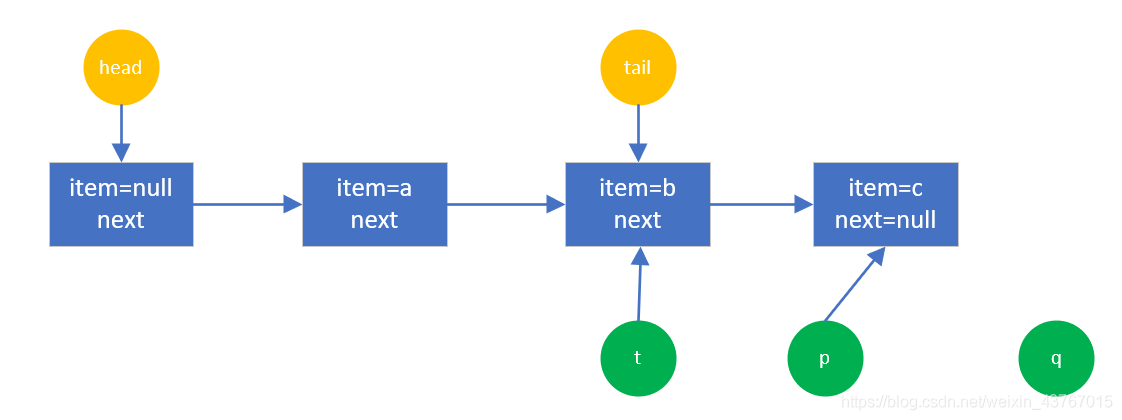 head
tail
item=null
next
item=a
next
item=b
next
item=c
next=null
t
p
q
https://blog.csdn.net/weixin_43767015